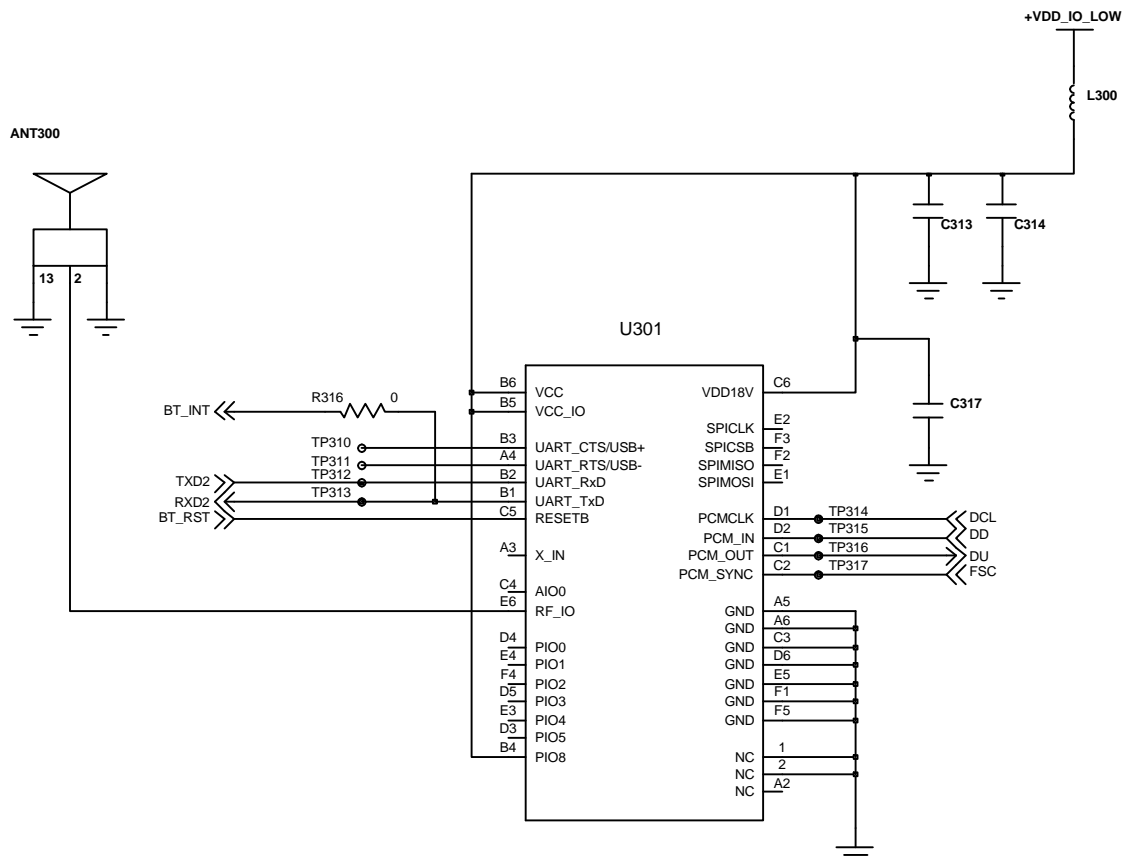 +VDD_IO_LOW
L300
ANT300
C313 C314
13 2
U301
B6 VCC VDD18V C6
R316 0
BT_INT B5 VCC_IO C317
SPICLK E2
TP310 B3 UART_CTS/USB+ SPICSB F3
TP311 A4 UART_RTS/USB- SPIMISO F2
TXD2 TP312 B2 UART_RxD SPIMOSI E1
RXD2 TP313 B1 UART_TxD
BT_RST C5 RESETB PCMCLK D1 TP314 DCL
PCM_IN D2 TP315 DD
A3 X_IN PCM_OUT C1 TP316 DU
PCM_SYNC C2 TP317 FSC
C4 AIO0
E6 RF_IO GND A5
GND A6
D4 PIO0 GND C3
E4 PIO1 GND D6
F4 PIO2 GND E5
D5 PIO3 GND F1
E3 PIO4 GND F5
D3 PIO5
B4 PIO8 NC 1
NC 2
NC A2